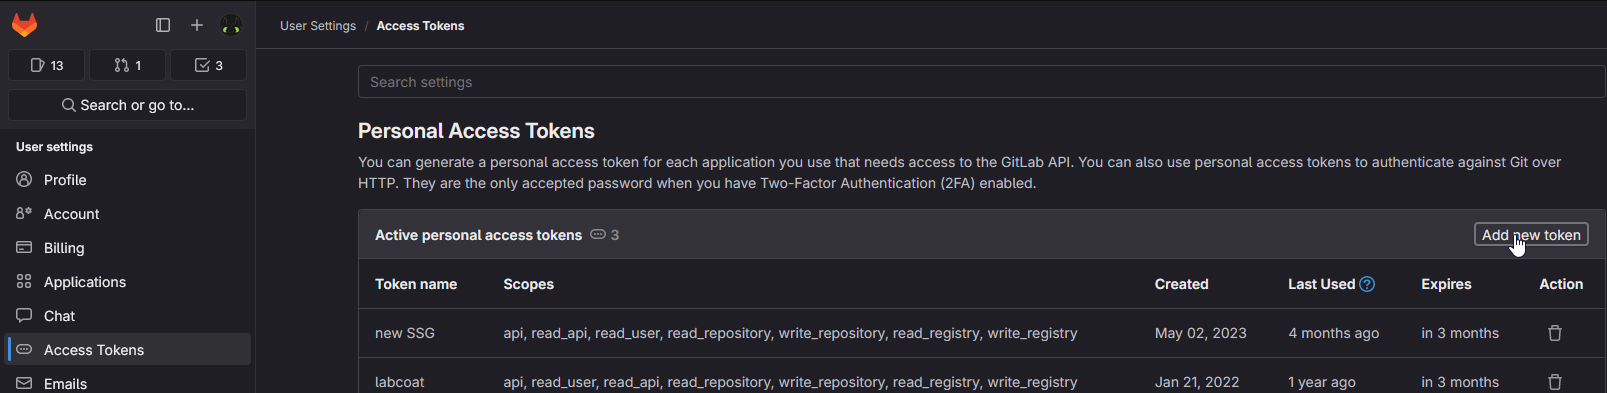 User Settings / Access Tokens
13 1 3
Search or go to...
User settings
Profile
Account
Billing
Applications
Chat
Access Tokens
Emails
Search settings
Personal Access Tokens
You can generate a personal access token for each application you use that needs access to the GitLab API. You can also use personal access tokens to authenticate against Git over
HTTP. They are the only accepted password when you have Two-Factor Authentication (2FA) enabled.
Active personal access tokens 3 Add new token
Token name Scopes Created Last Used ? Expires Action
new SSG api, read_api, read_user, read_repository, write_repository, read_registry, write_registry May 02, 2023 4 months ago in 3 months
labcoat api, read_user, read_api, read_repository, write_repository, read_registry, write_registry Jan 21, 2022 1 year ago in 3 months